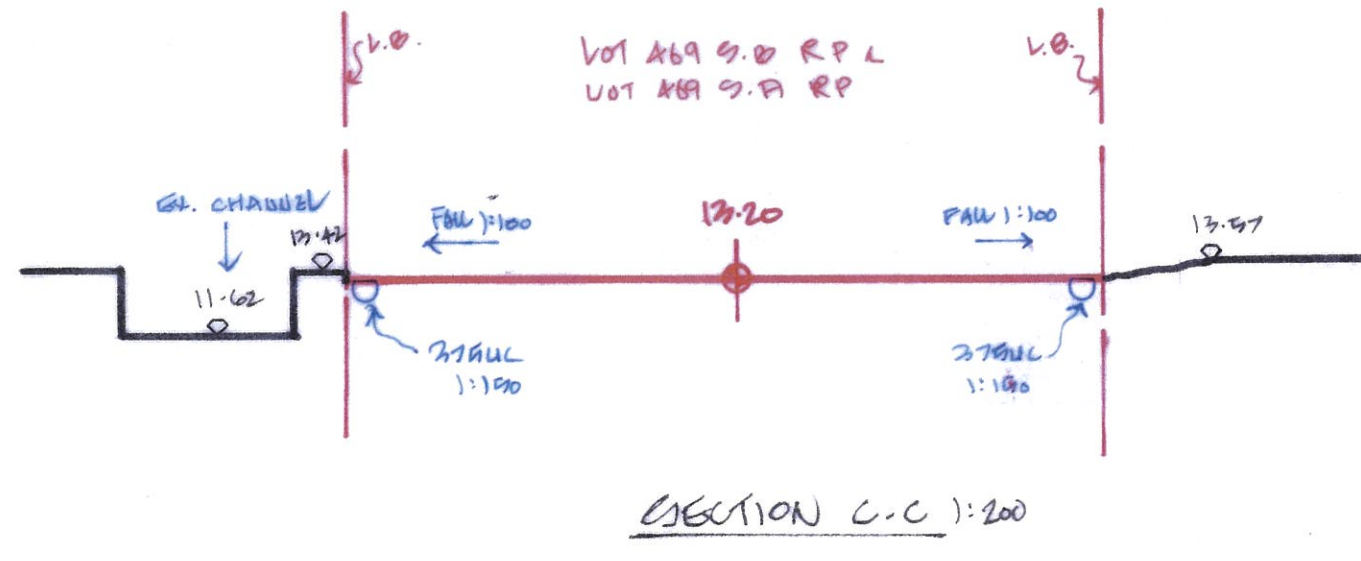 L.B.
LOT 469 S.B RP &
LOT 469 S.A RP
L.B.
EX. CHANNEL
13.42
11.62
FALL 1:100
13.20
FALL 1:100
13.57
375UC
1:150
375UC
1:150
SECTION C-C 1:200